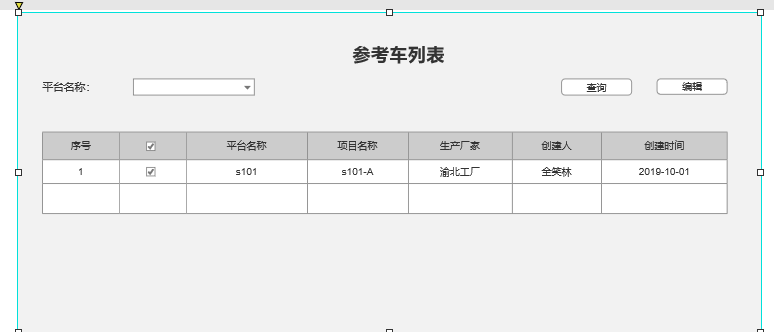 参考车列表
平台名称：
查询 编辑
序号 平台名称 项目名称 生产厂家 创建人 创建时间
1 s101 s101-A 渝北工厂 全笑林 2019-10-01